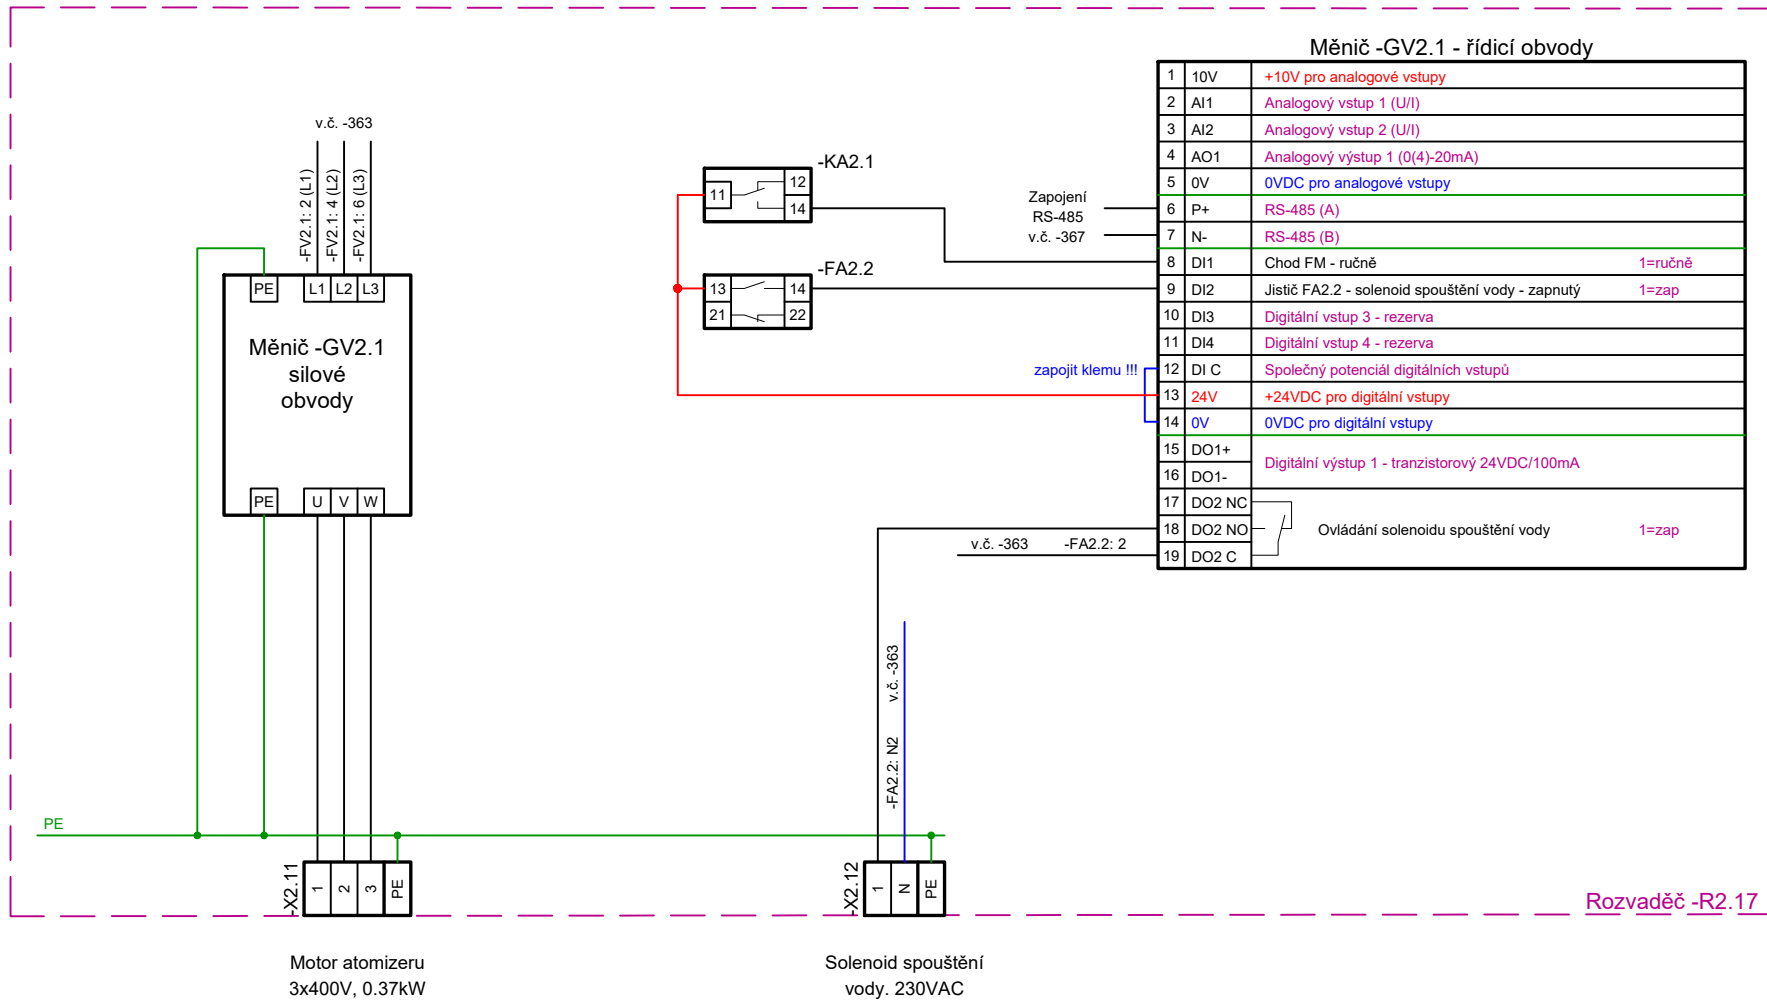 Měnič -GV2.1 - řídicí obvody
1 10V +10V pro analogové vstupy
2 AI1 Analogový vstup 1 (U/I)
3 AI2 Analogový vstup 2 (U/I)
4 AO1 Analogový výstup 1 (0(4)-20mA)
5 0V 0VDC pro analogové vstupy
6 P+ RS-485 (A)
7 N- RS-485 (B)
8 DI1 Chod FM - ručně 1=ručně
9 DI2 Jistič FA2.2 - solenoid spouštění vody - zapnutý 1=zap
10 DI3 Digitální vstup 3 - rezerva
11 DI4 Digitální vstup 4 - rezerva
12 DI C Společný potenciál digitálních vstupů
13 24V +24VDC pro digitální vstupy
14 0V 0VDC pro digitální vstupy
15 DO1+
Digitální výstup 1 - tranzistorový 24VDC/100mA
16 DO1-
17 DO2 NC
18 DO2 NO Ovládání solenoidu spouštění vody 1=zap
19 DO2 C
Zapojení
RS-485
v.č. -367
zapojit klemu !!!
v.č. -363 -FA2.2: 2
-KA2.1
11 12
14
-FA2.2
13 14
21 22
v.č. -363
-FV2.1: 2 (L1)
-FV2.1: 4 (L2)
-FV2.1: 6 (L3)
PE L1 L2 L3
Měnič -GV2.1
silové
obvody
PE U V W
PE
-X2.11
1 2 3 PE
Motor atomizeru
3x400V, 0.37kW
-FA2.2: N2 v.č. -363
-X2.12
1 N PE
Solenoid spouštění
vody. 230VAC
Rozvaděč -R2.17